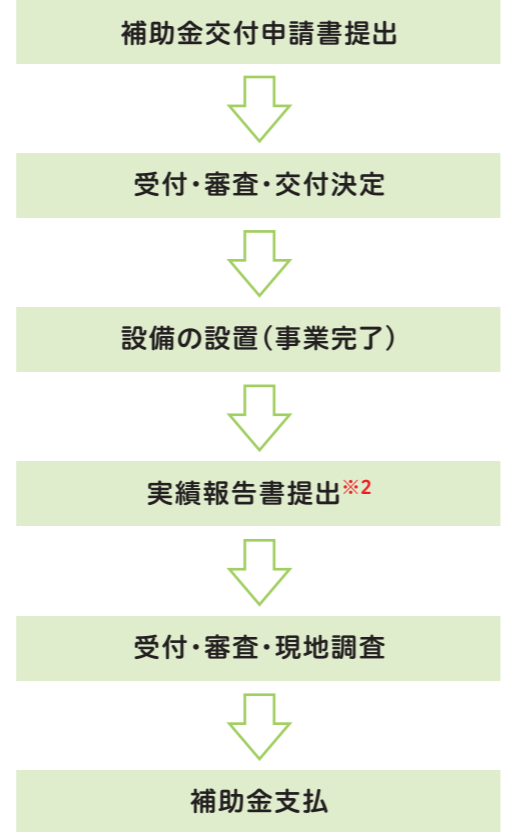 補助金交付申請書提出
受付・審査・交付決定
設備の設置（事業完了）
実績報告書提出※2
受付・審査・現地調査
補助金支払